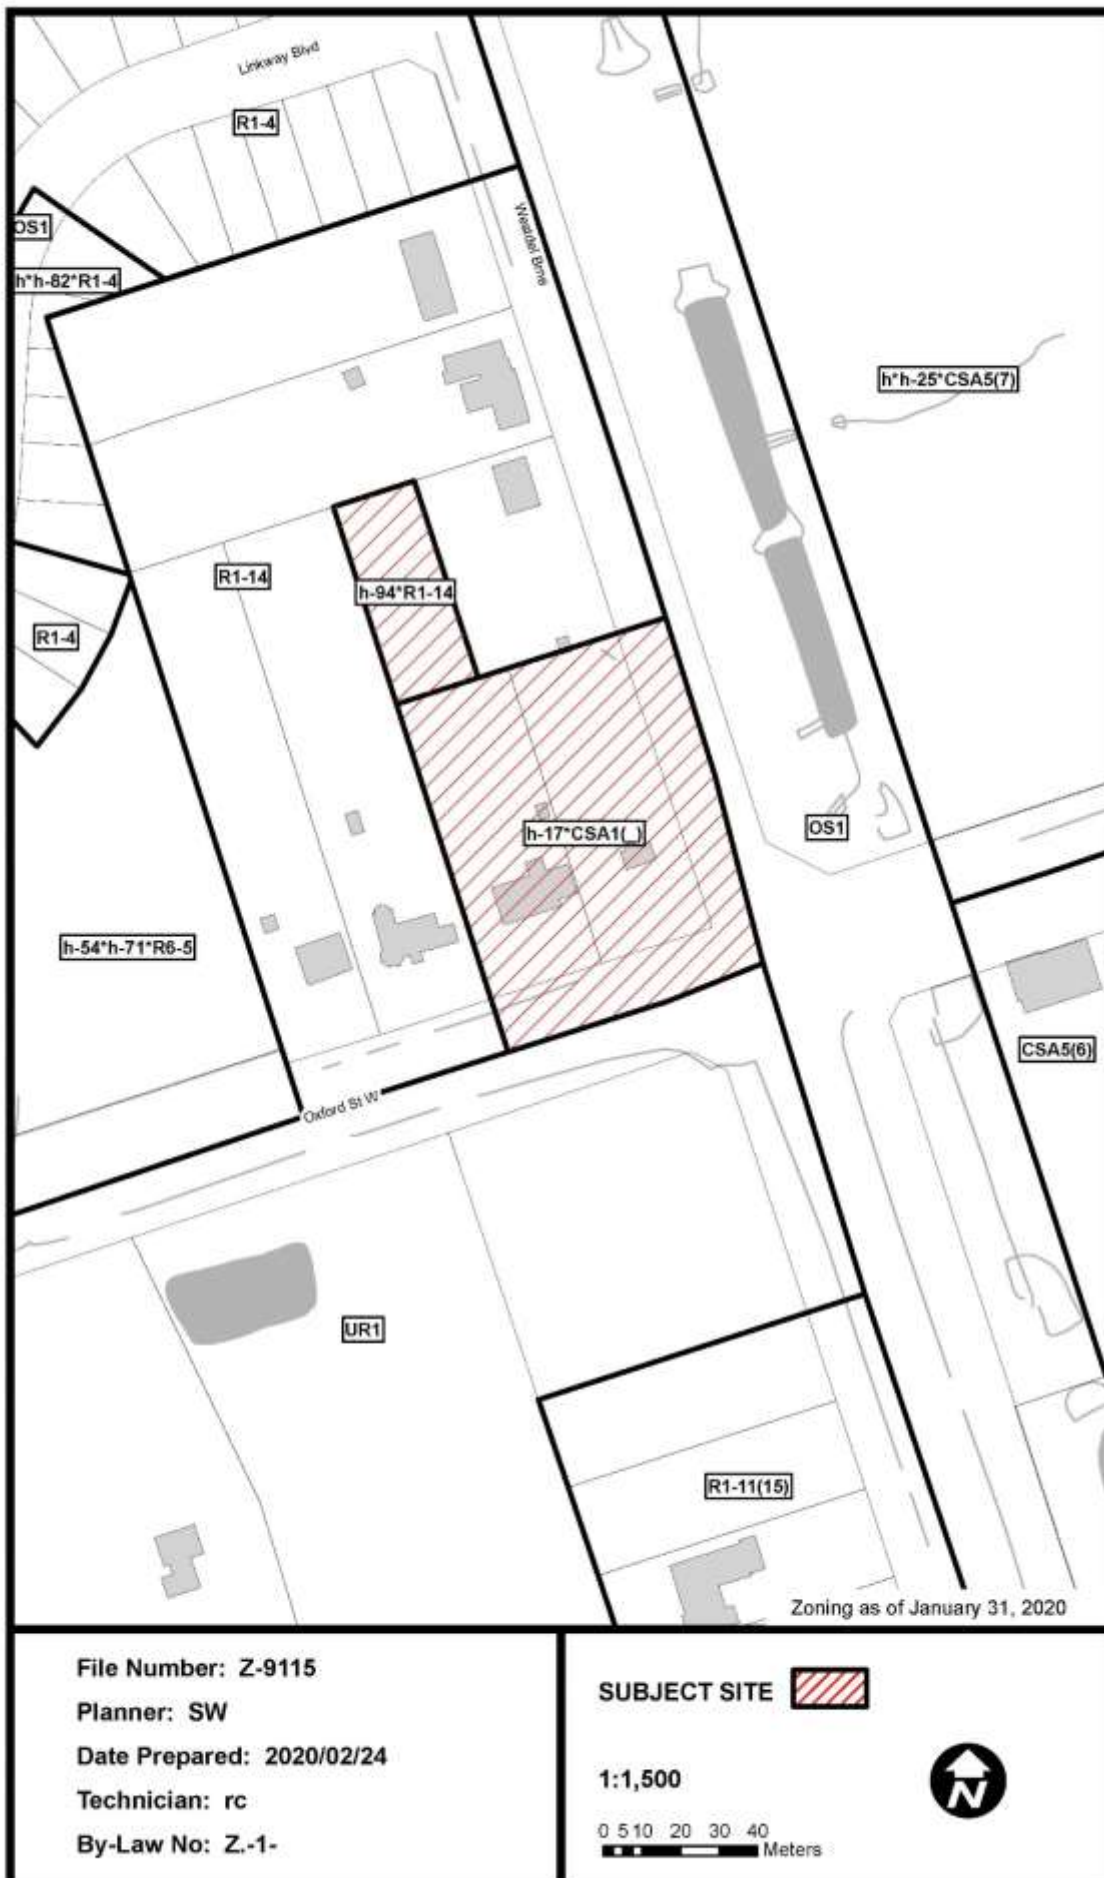 Linkway Blvd
R1-4
OS1
h*h-82*R1-4
Westdel Brne
h*h-25*CSA5(7)
R1-14
h-94*R1-14
R1-4
h-17*CSA1(_)
OS1
h-54*h-71*R6-5
CSA5(6)
Oxford St W
UR1
R1-11(15)
Zoning as of January 31, 2020
File Number: Z-9115
Planner: SW
Date Prepared: 2020/02/24
Technician: rc
By-Law No: Z.-1-
SUBJECT SITE
1:1,500
N
0 5 10 20 30 40
Meters